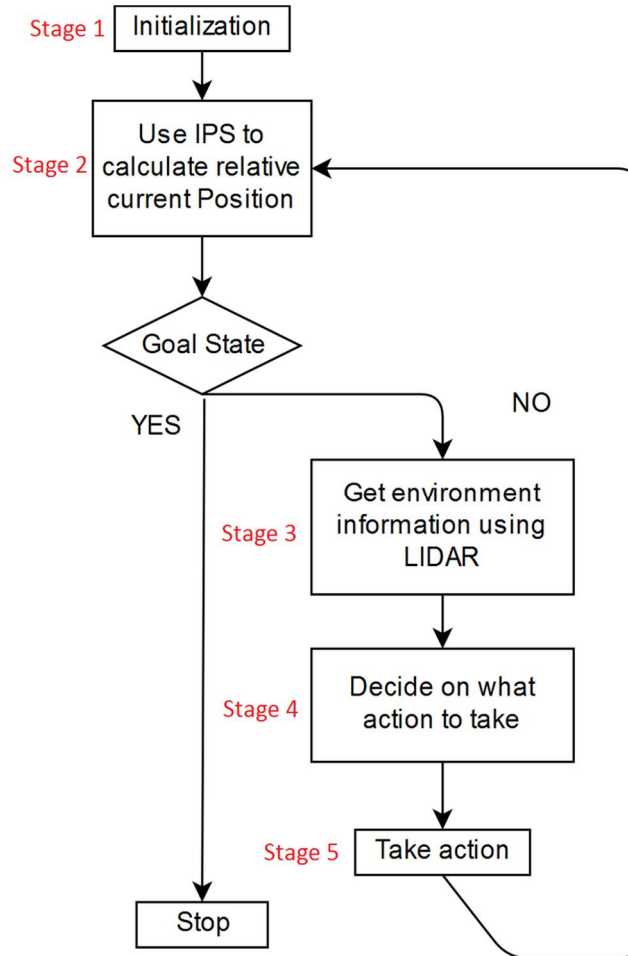 Stage 1
Initialization
Stage 2
Use IPS to
calculate relative
current Position
Goal State
YES
NO
Stage 3
Get environment
information using
LIDAR
Stage 4
Decide on what
action to take
Stage 5
Take action
Stop